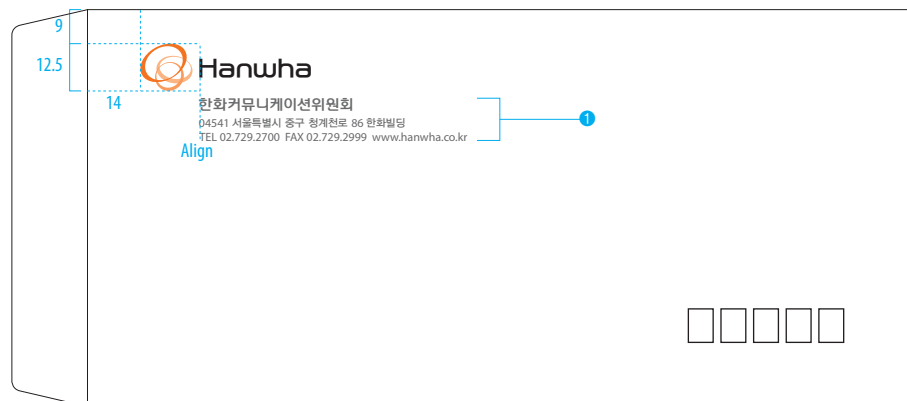 9
12.5
14
Hanwha
한화커뮤니케이션위원회
04541 서울특별시 중구 청계천로 86 한화빌딩
TEL 02.729.2700 FAX 02.729.2999 www.hanwha.co.kr
Align
1